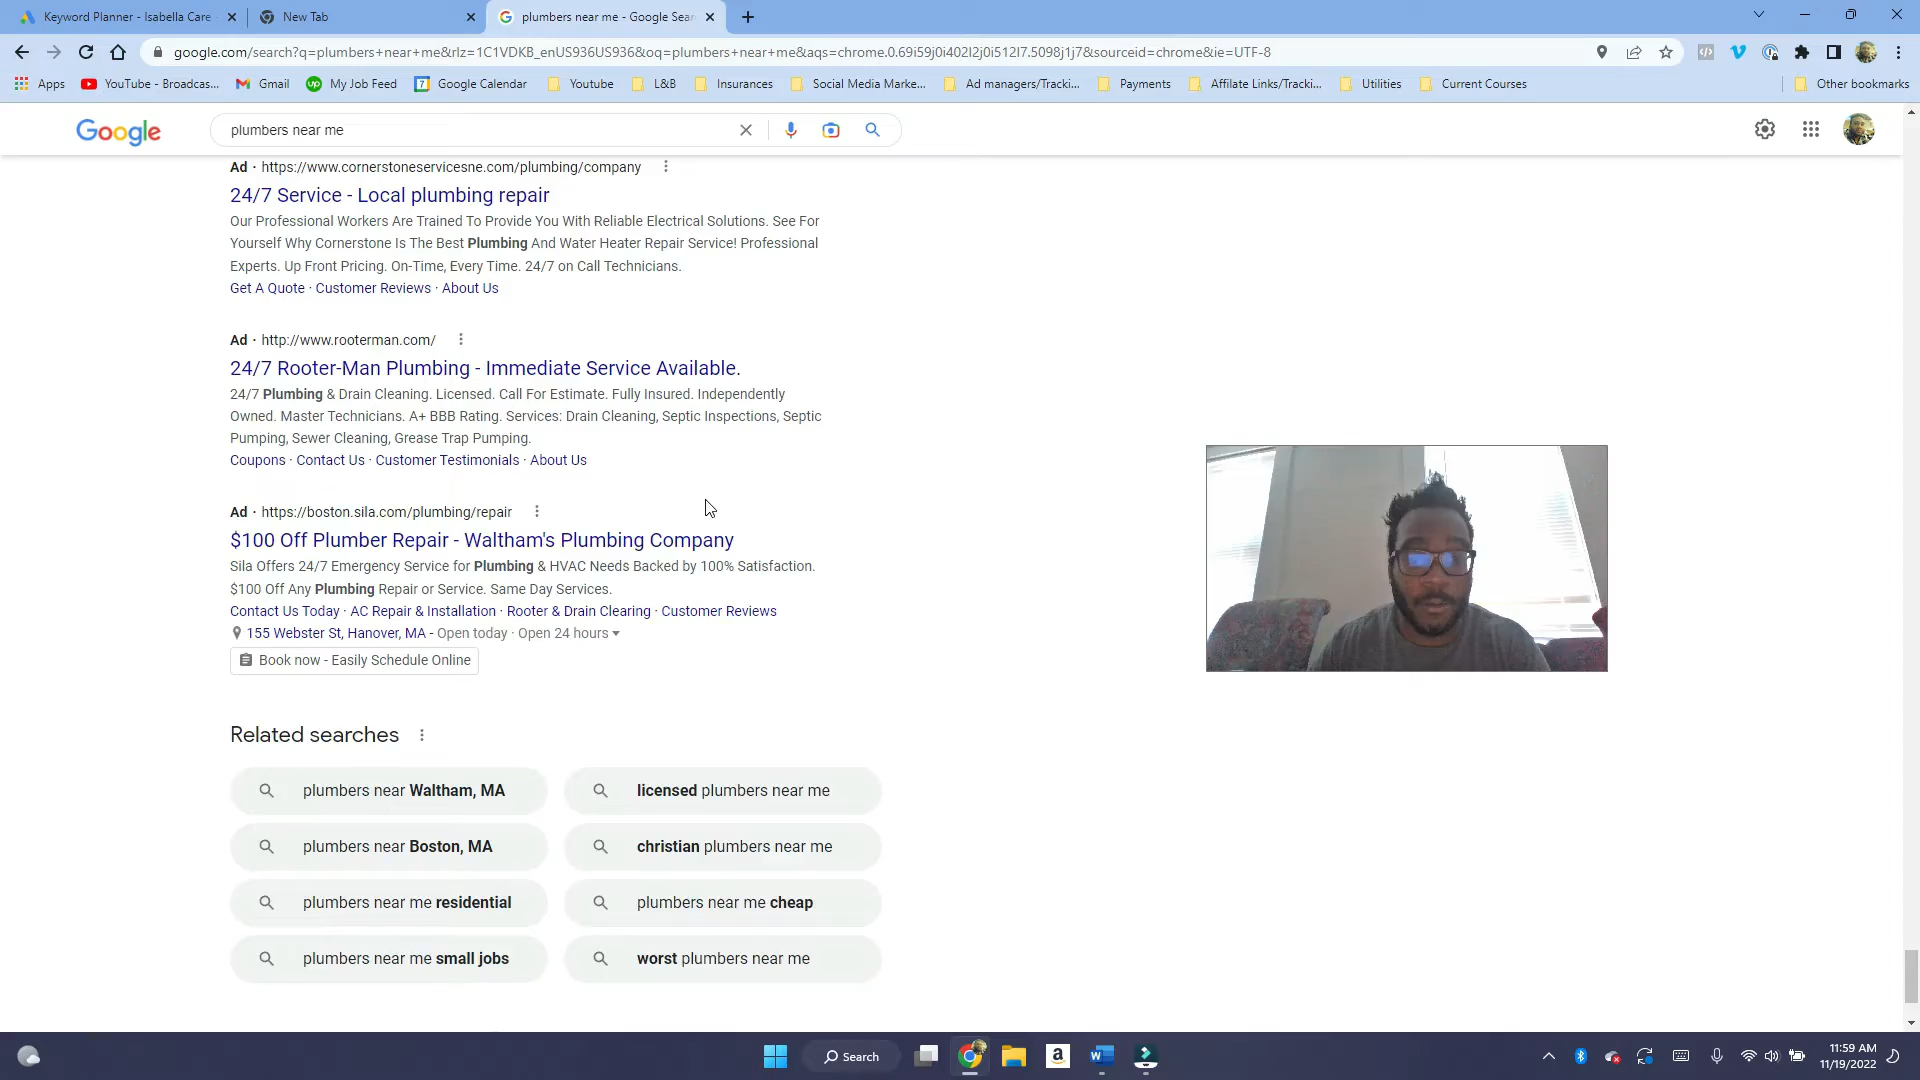 Keyword Planner - Isabella Care
New Tab
plumbers near me - Google Sear
google.com/search?q=plumbers+near+me&rlz=1C1VDKB_enUS936US936&oq=plumbers+near+me&aqs=chrome.0.69i59j0i402l2j0i512l7.5098j1j7&sourceid=chrome&ie=UTF-8
Apps
YouTube - Broadcas...
Gmail
up My Job Feed
7 Google Calendar
Youtube
L&B
Insurances
Social Media Marke...
Ad managers/Tracki...
Payments
Affilate Links/Tracki...
Utilities
Current Courses
Other bookmarks
Google
plumbers near me
Ad · https://www.cornerstoneservicesne.com/plumbing/company
24/7 Service - Local plumbing repair
Our Professional Workers Are Trained To Provide You With Reliable Electrical Solutions. See For
Yourself Why Cornerstone Is The Best Plumbing And Water Heater Repair Service! Professional
Experts. Up Front Pricing. On-Time, Every Time. 24/7 on Call Technicians.
Get A Quote · Customer Reviews · About Us
Ad · http://www.rooterman.com/
24/7 Rooter-Man Plumbing - Immediate Service Available.
24/7 Plumbing & Drain Cleaning. Licensed. Call For Estimate. Fully Insured. Independently
Owned. Master Technicians. A+ BBB Rating. Services: Drain Cleaning, Septic Inspections, Septic
Pumping, Sewer Cleaning, Grease Trap Pumping.
Coupons · Contact Us · Customer Testimonials · About Us
Ad · https://boston.sila.com/plumbing/repair
$100 Off Plumber Repair - Waltham's Plumbing Company
Sila Offers 24/7 Emergency Service for Plumbing & HVAC Needs Backed by 100% Satisfaction.
$100 Off Any Plumbing Repair or Service. Same Day Services.
Contact Us Today · AC Repair & Installation · Rooter & Drain Clearing · Customer Reviews
155 Webster St, Hanover, MA - Open today · Open 24 hours
Book now - Easily Schedule Online
Related searches
plumbers near Waltham, MA
licensed plumbers near me
plumbers near Boston, MA
christian plumbers near me
plumbers near me residential
plumbers near me cheap
plumbers near me small jobs
worst plumbers near me
Search
11:59 AM
11/19/2022